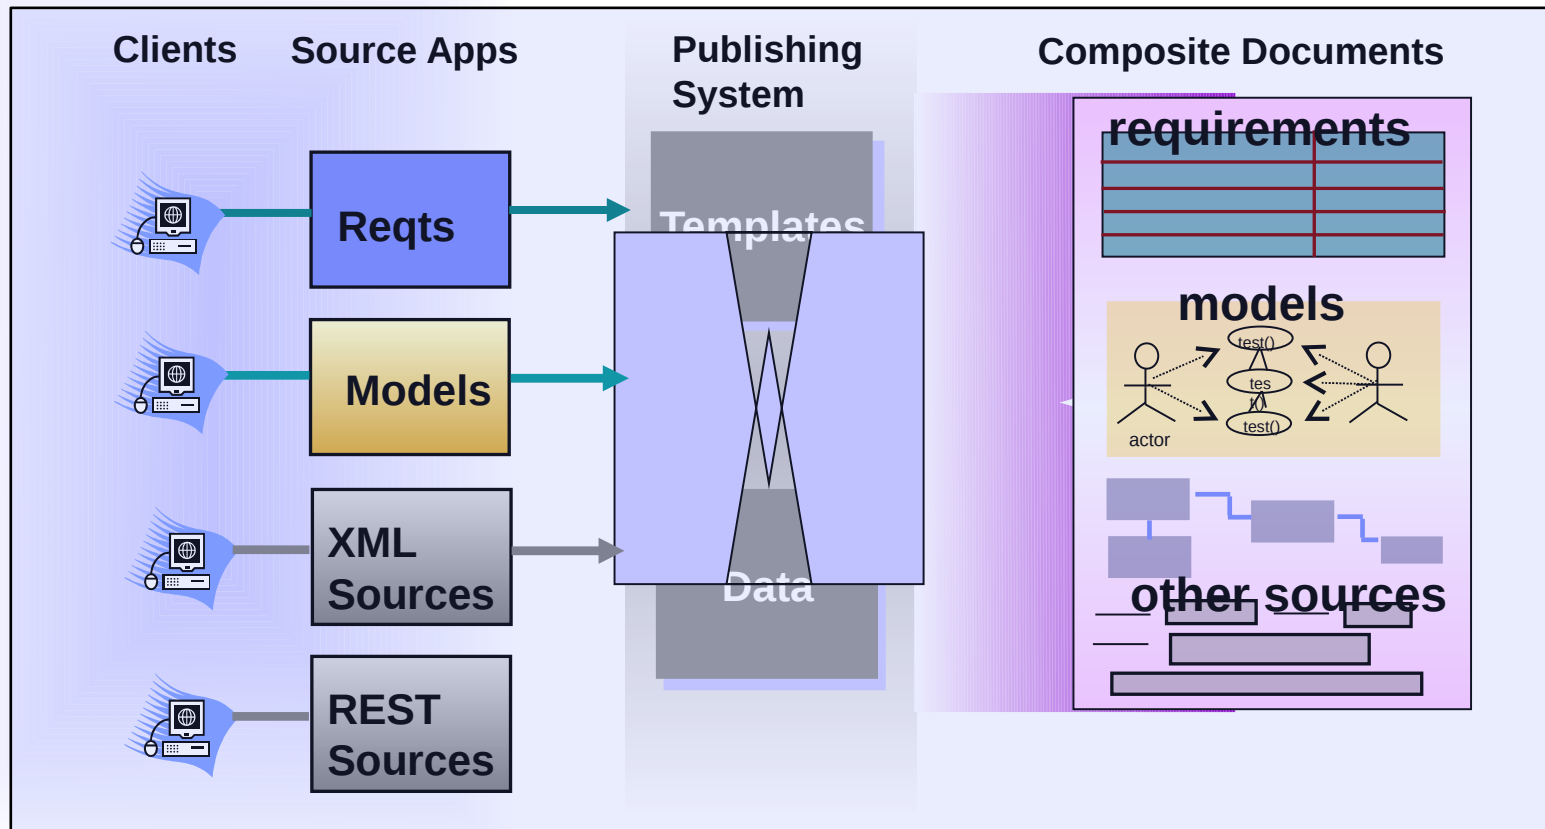 Clients
Source Apps
Publishing
System
Composite Documents
Reqts
Models
XML
Sources
REST
Sources
Templates
Data
requirements
models
test()
tes
t()
test()
actor
other sources